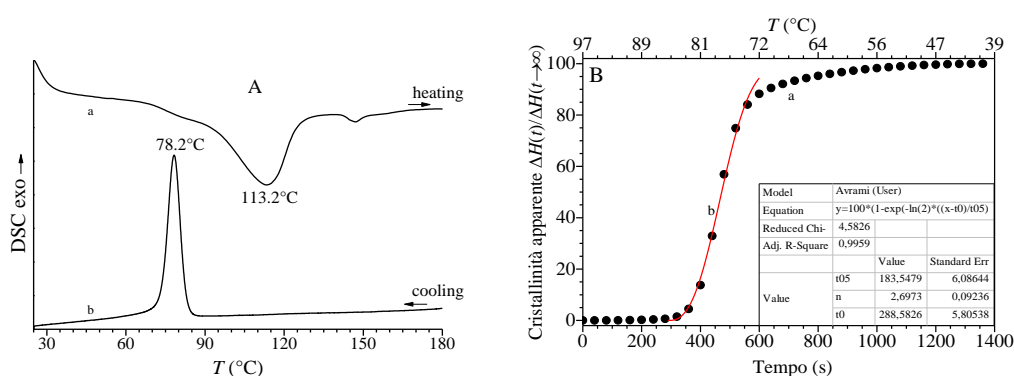 A
heating
a
78.2°C
113.2°C
b
cooling
DSC exo →
30 60 90 120 150 180
T (°C)
T (°C)
97 89 81 72 64 56 47 39
B
a
b
100
80
60
40
20
0
Cristallinità apparente ΔH(t)/ΔH(t→∞)
Model Avrami (User)
Equation y=100*(1-exp(-ln(2)*((x-t0)/t05)
Reduced Chi- 4,5826
Adj. R-Square 0,9959
Value Standard Err
t05 183,5479 6,08644
Value n 2,6973 0,09236
t0 288,5826 5,80538
0 200 400 600 800 1000 1200 1400
Tempo (s)